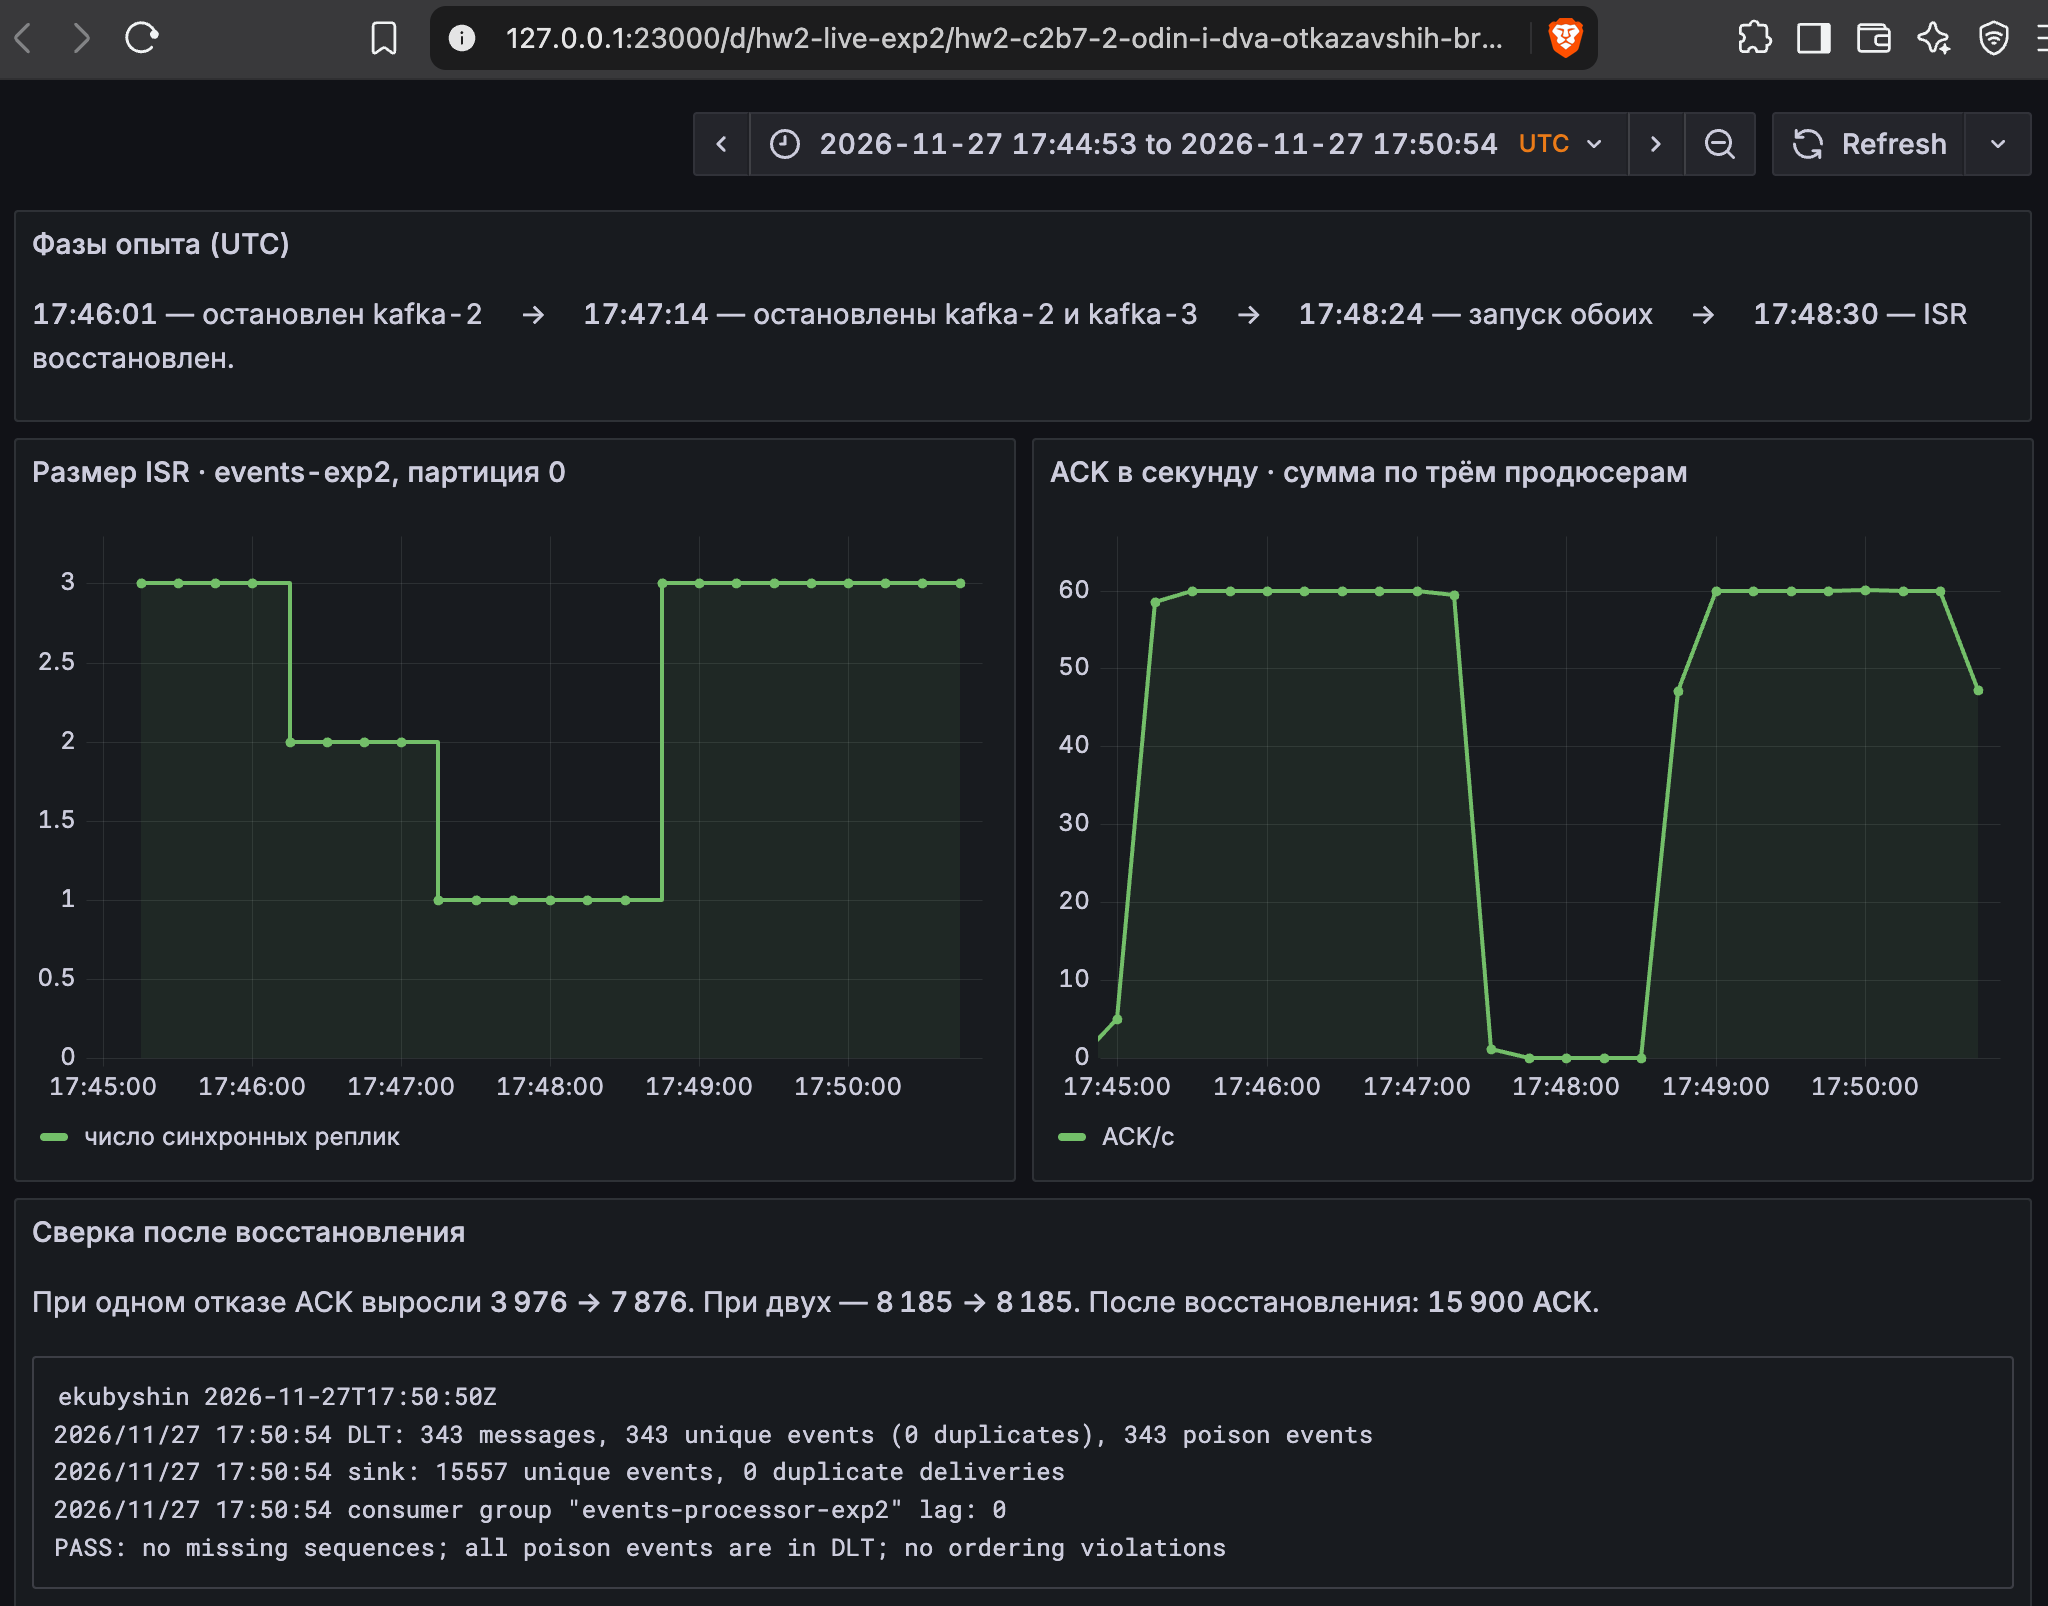 127.0.0.1:23000/d/hw2-live-exp2/hw2-c2b7-2-odin-i-dva-otkazavshih-br...
2026-11-27 17:44:53 to 2026-11-27 17:50:54 UTC
Refresh
Фазы опыта (UTC)
17:46:01 — остановлен kafka-2 → 17:47:14 — остановлены kafka-2 и kafka-3 → 17:48:24 — запуск обоих → 17:48:30 — ISR
восстановлен.
Размер ISR · events-exp2, партиция 0
3
2.5
2
1.5
1
0.5
0
17:45:00 17:46:00 17:47:00 17:48:00 17:49:00 17:50:00
число синхронных реплик
ACK в секунду · сумма по трём продюсерам
60
50
40
30
20
10
0
17:45:00 17:46:00 17:47:00 17:48:00 17:49:00 17:50:00
ACK/с
Сверка после восстановления
При одном отказе ACK выросли 3 976 → 7 876. При двух — 8 185 → 8 185. После восстановления: 15 900 ACK.
ekubyshin 2026-11-27T17:50:50Z
2026/11/27 17:50:54 DLT: 343 messages, 343 unique events (0 duplicates), 343 poison events
2026/11/27 17:50:54 sink: 15557 unique events, 0 duplicate deliveries
2026/11/27 17:50:54 consumer group "events-processor-exp2" lag: 0
PASS: no missing sequences; all poison events are in DLT; no ordering violations